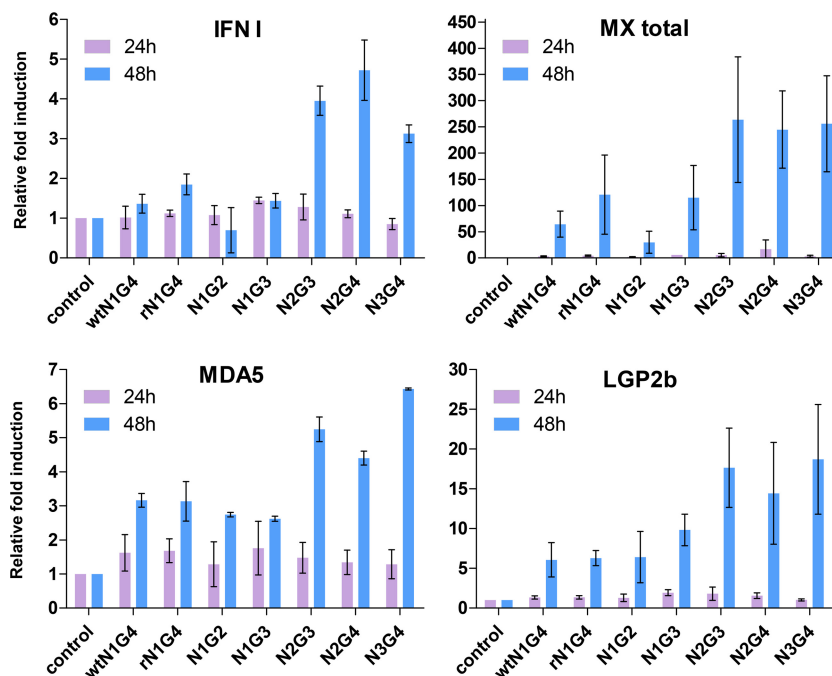 IFN I
24h
48h
Relative fold induction
6
5
4
3
2
1
0
control
wtN1G4
rN1G4
N1G2
N1G3
N2G3
N2G4
N3G4
MX total
24h
48h
450
400
350
300
250
200
150
100
50
0
control
wtN1G4
rN1G4
N1G2
N1G3
N2G3
N2G4
N3G4
MDA5
24h
48h
Relative fold induction
7
6
5
4
3
2
1
0
control
wtN1G4
rN1G4
N1G2
N1G3
N2G3
N2G4
N3G4
LGP2b
24h
48h
30
25
20
15
10
5
0
control
wtN1G4
rN1G4
N1G2
N1G3
N2G3
N2G4
N3G4